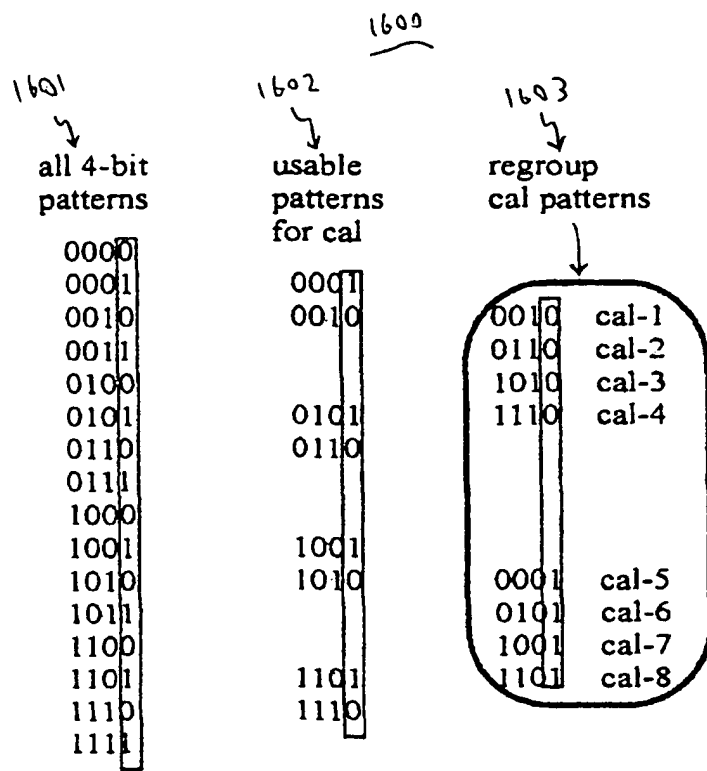 1600
1601
all 4-bit
patterns
0000
0001
0010
0011
0100
0101
0110
0111
1000
1001
1010
1011
1100
1101
1110
1111
1602
usable
patterns
for cal
0001
0010
0101
0110
1001
1010
1101
1110
1603
regroup
cal patterns
0010 cal-1
0110 cal-2
1010 cal-3
1110 cal-4
0001 cal-5
0101 cal-6
1001 cal-7
1101 cal-8